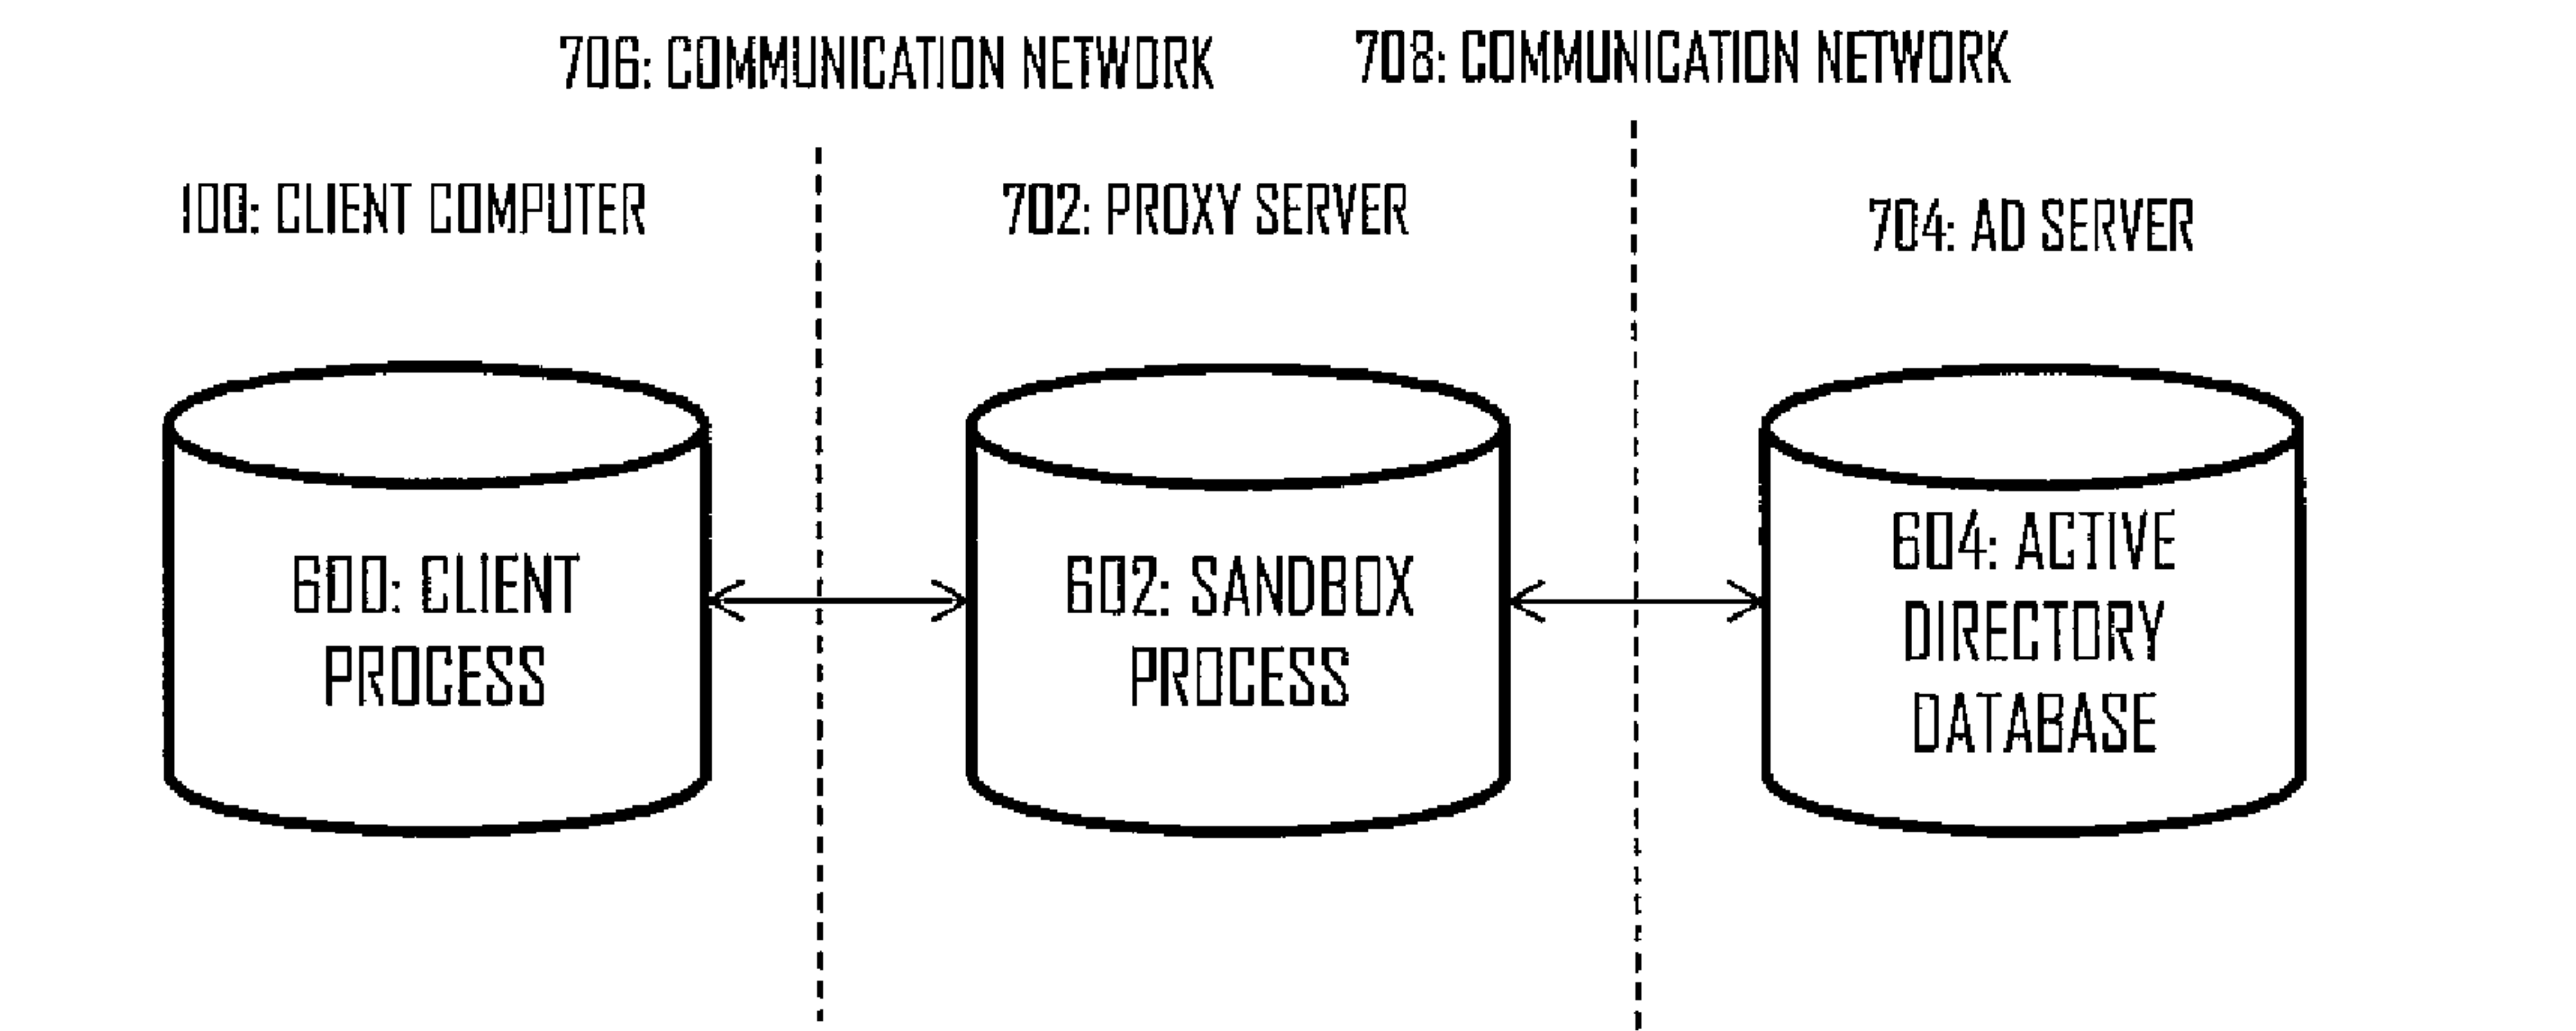 706: COMMUNICATION NETWORK
708: COMMUNICATION NETWORK
100: CLIENT COMPUTER
702: PROXY SERVER
704: AD SERVER
600: CLIENT
PROCESS
602: SANDBOX
PROCESS
604: ACTIVE
DIRECTORY
DATABASE